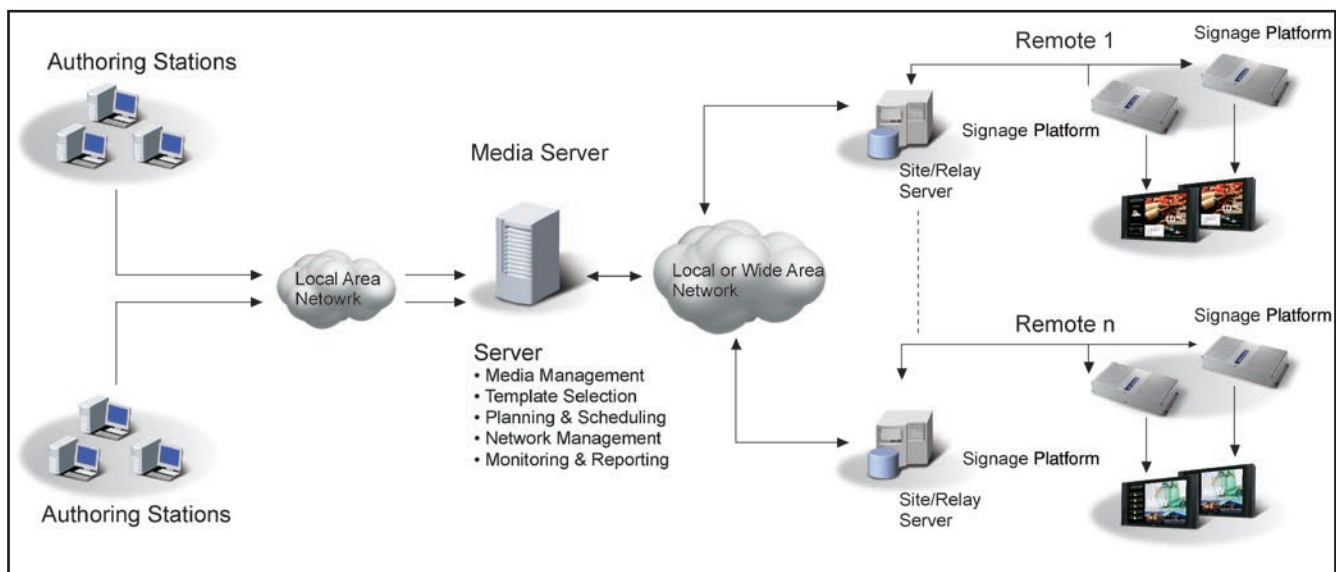 Authoring Stations
Local Area
Netowrk
Media Server
Server
• Media Management
• Template Selection
• Planning & Scheduling
• Network Management
• Monitoring & Reporting
Local or Wide Area
Network
Remote 1
Signage Platform
Signage Platform
Site/Relay
Server
Remote n
Signage Platform
Signage Platform
Site/Relay
Server
Authoring Stations